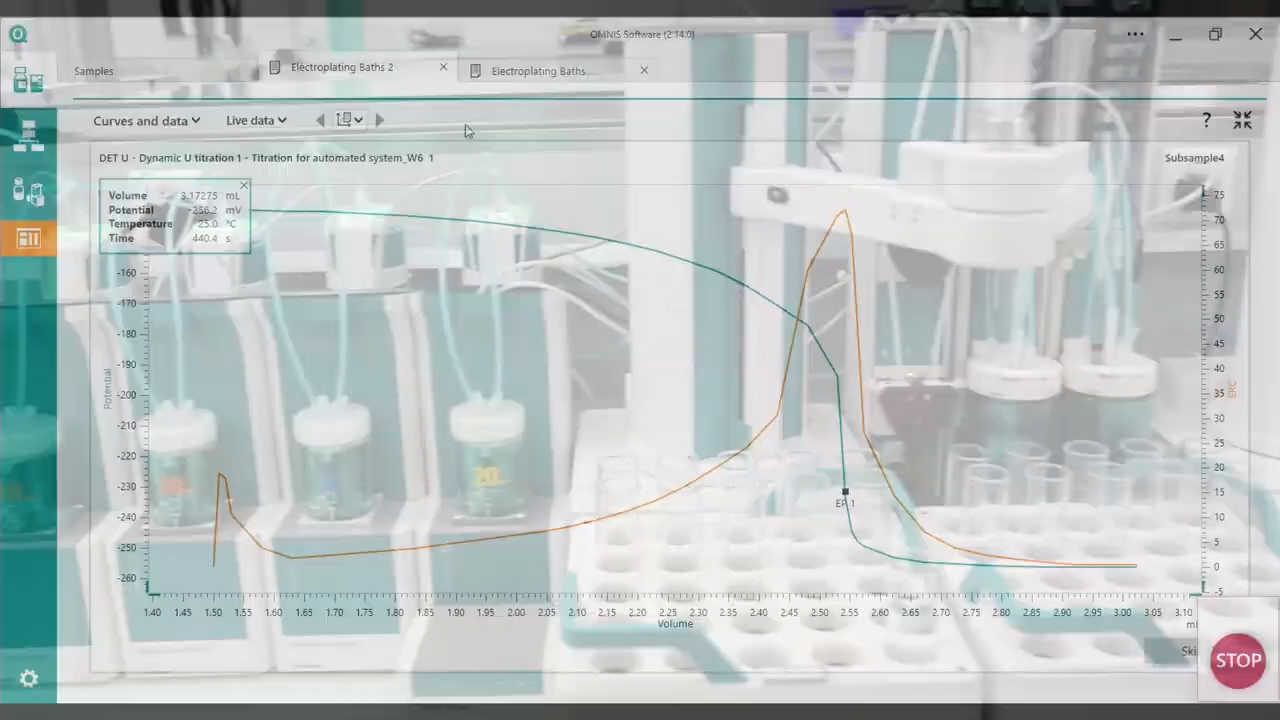 OMNIS Software (2.14.0)
Samples
Electroplating Baths 2
Electroplating Baths...
Curves and data
Live data
?
DET U - Dynamic U titration 1 - Titration for automated system_W6 1
Subsample4
Volume 3.17275 mL
Potential -256.2 mV
Temperature 25.0 °C
Time 440.4 s
-160
-170
-180
-190
-200
-210
-220
-230
-240
-250
-260
Potential
75
70
65
60
55
50
45
40
35
30
25
20
15
10
5
0
-5
ERC
EP 1
1.40 1.45 1.50 1.55 1.60 1.65 1.70 1.75 1.80 1.85 1.90 1.95 2.00 2.05 2.10 2.15 2.20 2.25 2.30 2.35 2.40 2.45 2.50 2.55 2.60 2.65 2.70 2.75 2.80 2.85 2.90 2.95 3.00 3.05 3.10
Volume
STOP